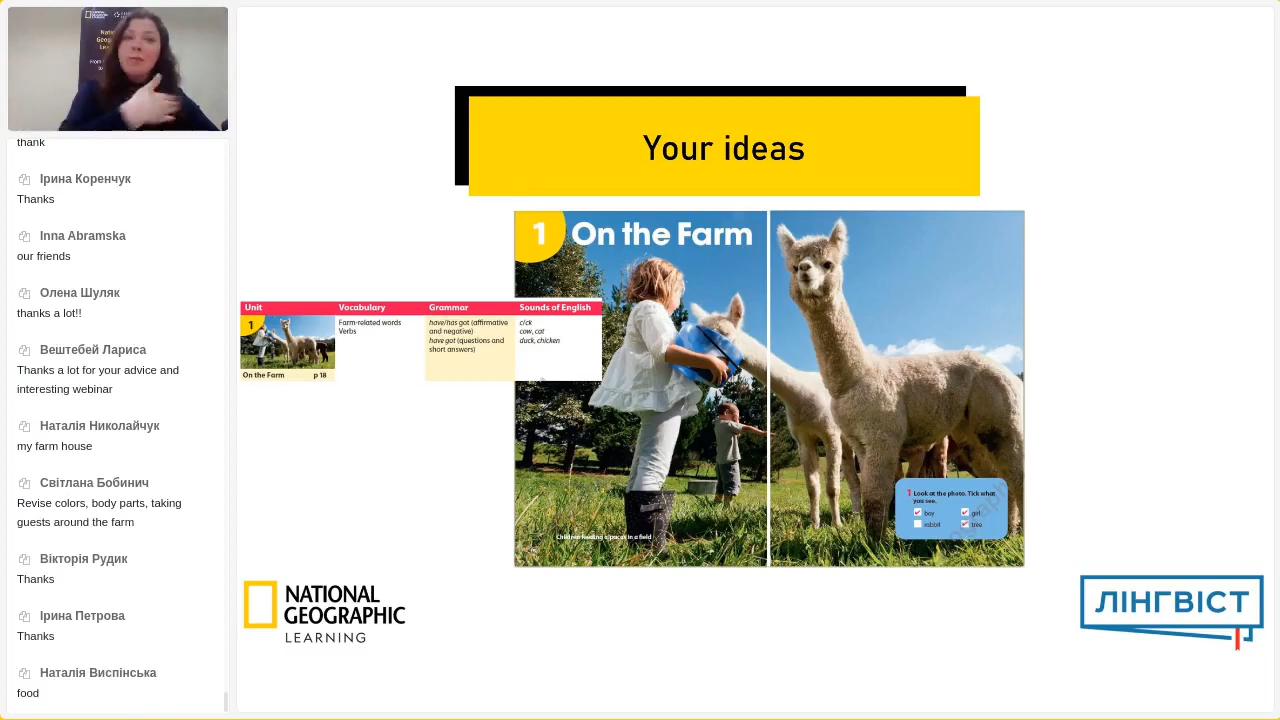 thank
Ірина Коренчук
Thanks
Inna Abramska
our friends
Олена Шуляк
thanks a lot!!
Вештебей Лариса
Thanks a lot for your advice and
interesting webinar
Наталія Николайчук
my farm house
Світлана Бобинич
Revise colors, body parts, taking
guests around the farm
Вікторія Рудик
Thanks
Ірина Петрова
Thanks
Наталія Виспінська
food
Your ideas
1 On the Farm
Unit Vocabulary Grammar Sounds of English
1
On the Farm p 18
Farm-related words
Verbs
have/has got (affirmative
and negative)
have got (questions and
short answers)
c/ck
cow, cat
duck, chicken
1 Look at the photo. Tick what
you see.
boy girl
rabbit tree
Children feeding alpacas in a field
NATIONAL
GEOGRAPHIC
LEARNING
ЛІНГВІСТ